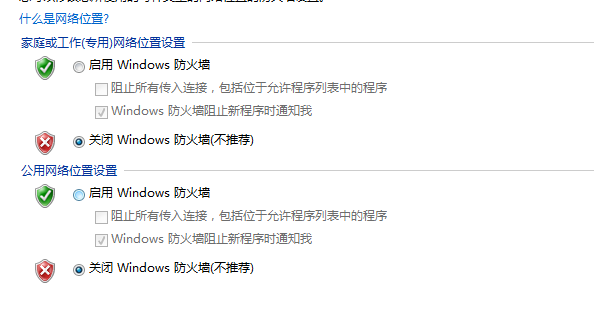 什么是网络位置?
家庭或工作(专用)网络位置设置
启用 Windows 防火墙
阻止所有传入连接，包括位于允许程序列表中的程序
Windows 防火墙阻止新程序时通知我
关闭 Windows 防火墙(不推荐)
公用网络位置设置
启用 Windows 防火墙
阻止所有传入连接，包括位于允许程序列表中的程序
Windows 防火墙阻止新程序时通知我
关闭 Windows 防火墙(不推荐)